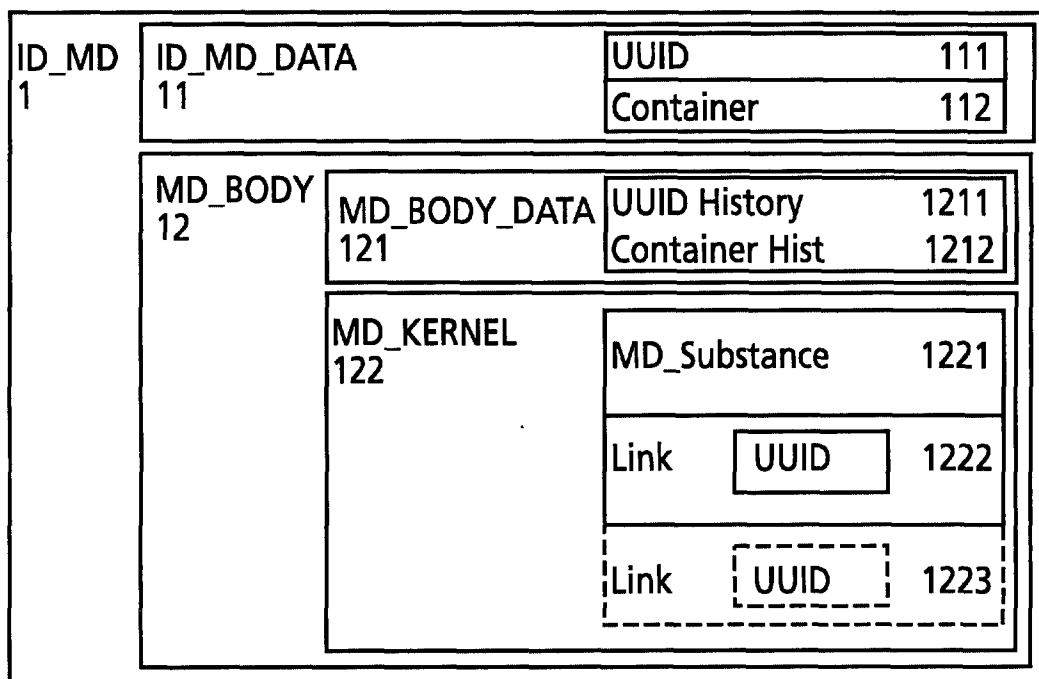 ID_MD
1
ID_MD_DATA
11
UUID 111
Container 112
MD_BODY
12
MD_BODY_DATA
121
UUID History 1211
Container Hist 1212
MD_KERNEL
122
MD_Substance 1221
Link UUID 1222
Link UUID 1223